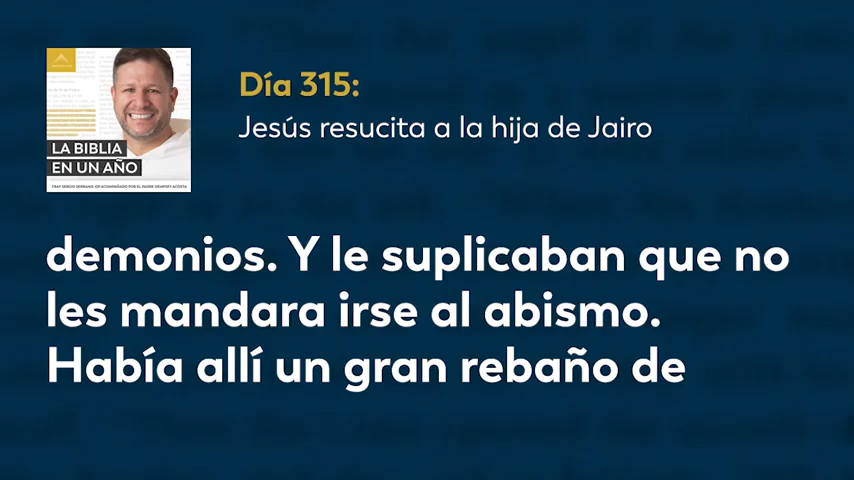 Día 315:
Jesús resucita a la hija de Jairo
LA BIBLIA
EN UN AÑO
demonios. Y le suplicaban que no
les mandara irse al abismo.
Había allí un gran rebaño de